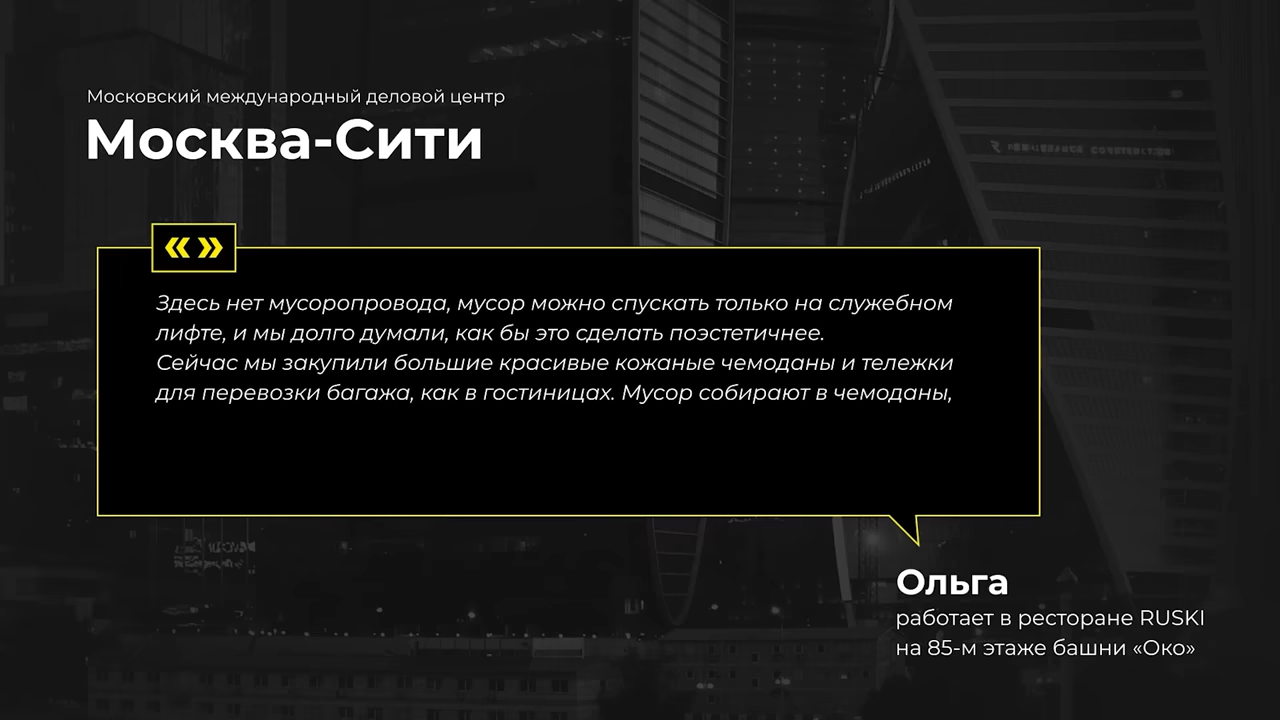 Московский международный деловой центр
Москва-Сити
« »
Здесь нет мусоропровода, мусор можно спускать только на служебном
лифте, и мы долго думали, как бы это сделать поэстетичнее.
Сейчас мы закупили большие красивые кожаные чемоданы и тележки
для перевозки багажа, как в гостиницах. Мусор собирают в чемоданы,
Ольга
работает в ресторане RUSKI
на 85-м этаже башни «Око»